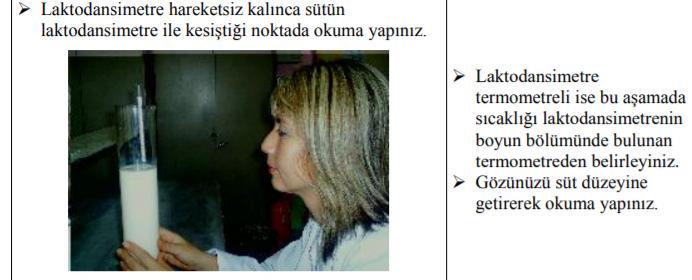 ➢ Laktodansimetre hareketsiz kalınca sütün
laktodansimetre ile kesiştiği noktada okuma yapınız.
➢ Laktodansimetre
termometreli ise bu aşamada
sıcaklığı laktodansimetrenin
boyun bölümünde bulunan
termometreden belirleyiniz.
➢ Gözünüzü süt düzeyine
getirerek okuma yapınız.